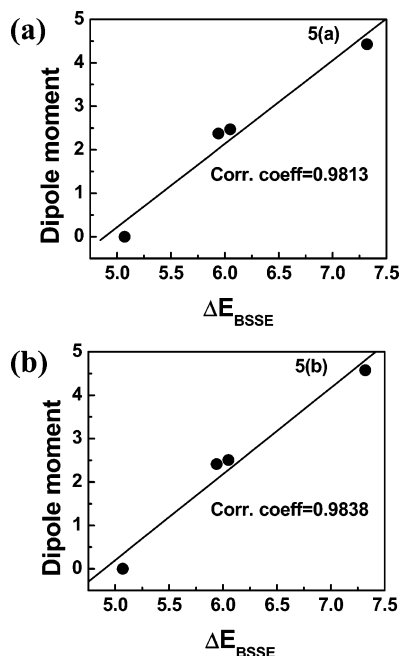 (a)
5(a)
Dipole moment
5
4
3
2
1
0
Corr. coeff=0.9813
5.0 5.5 6.0 6.5 7.0 7.5
ΔE_BSSE
(b)
5(b)
Dipole moment
5
4
3
2
1
0
Corr. coeff=0.9838
5.0 5.5 6.0 6.5 7.0 7.5
ΔE_BSSE